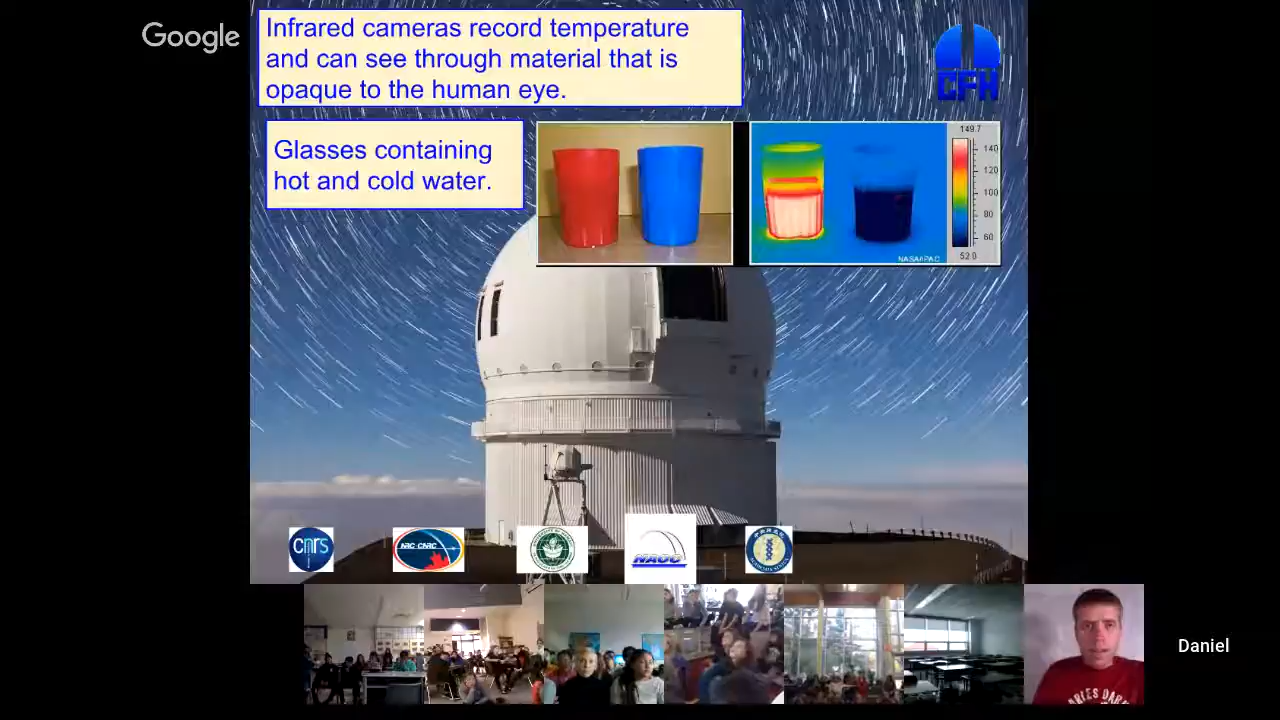 Google
Infrared cameras record temperature
and can see through material that is
opaque to the human eye.
CFH
Glasses containing
hot and cold water.
149.7
140
120
100
80
60
52.0
NASA/IPAC
cnrs
NRC·CNRC
NAOC
Daniel